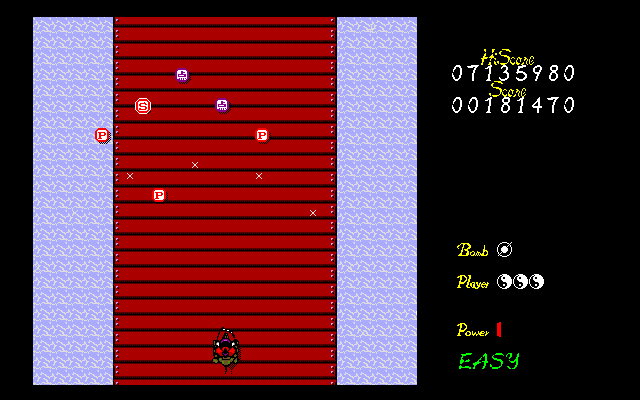 HiScore
07135980
Score
00181470
S
P
P
P
Bomb
Player
Power
EASY